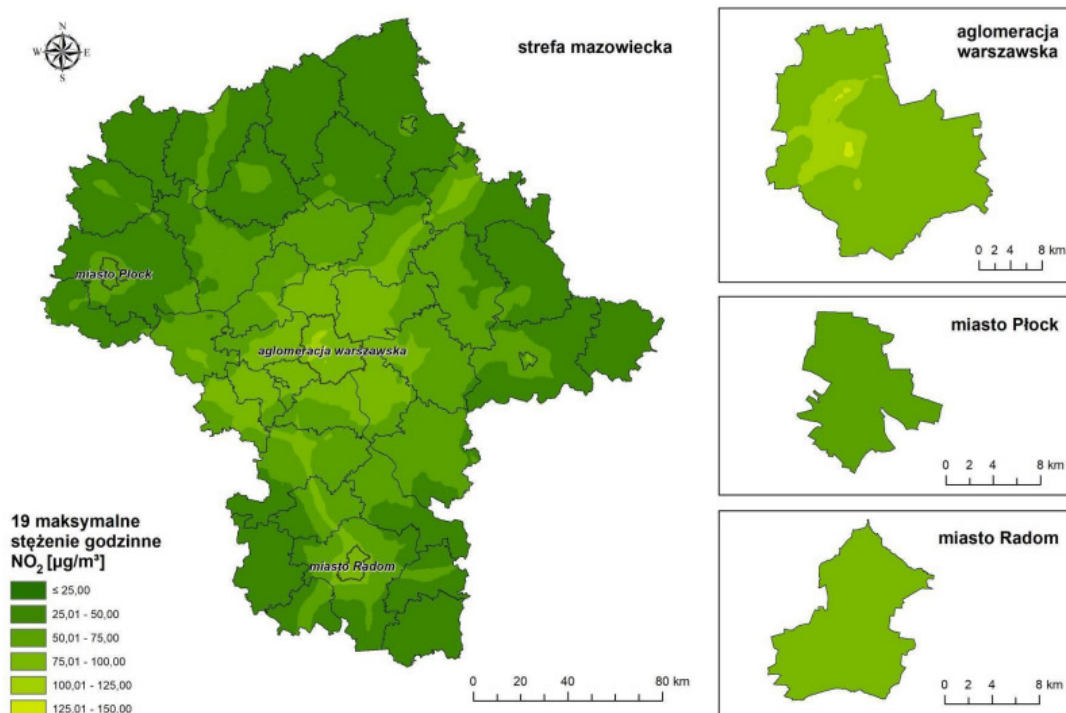 N
W E
S
strefa mazowiecka
miasto Płock
aglomeracja warszawska
miasto Radom
19 maksymalne
stężenie godzinne
NO₂ [µg/m³]
≤ 25,00
25,01 - 50,00
50,01 - 75,00
75,01 - 100,00
100,01 - 125,00
125,01 - 150,00
0 20 40 80 km
aglomeracja
warszawska
0 2 4 8 km
miasto Płock
0 2 4 8 km
miasto Radom
0 2 4 8 km